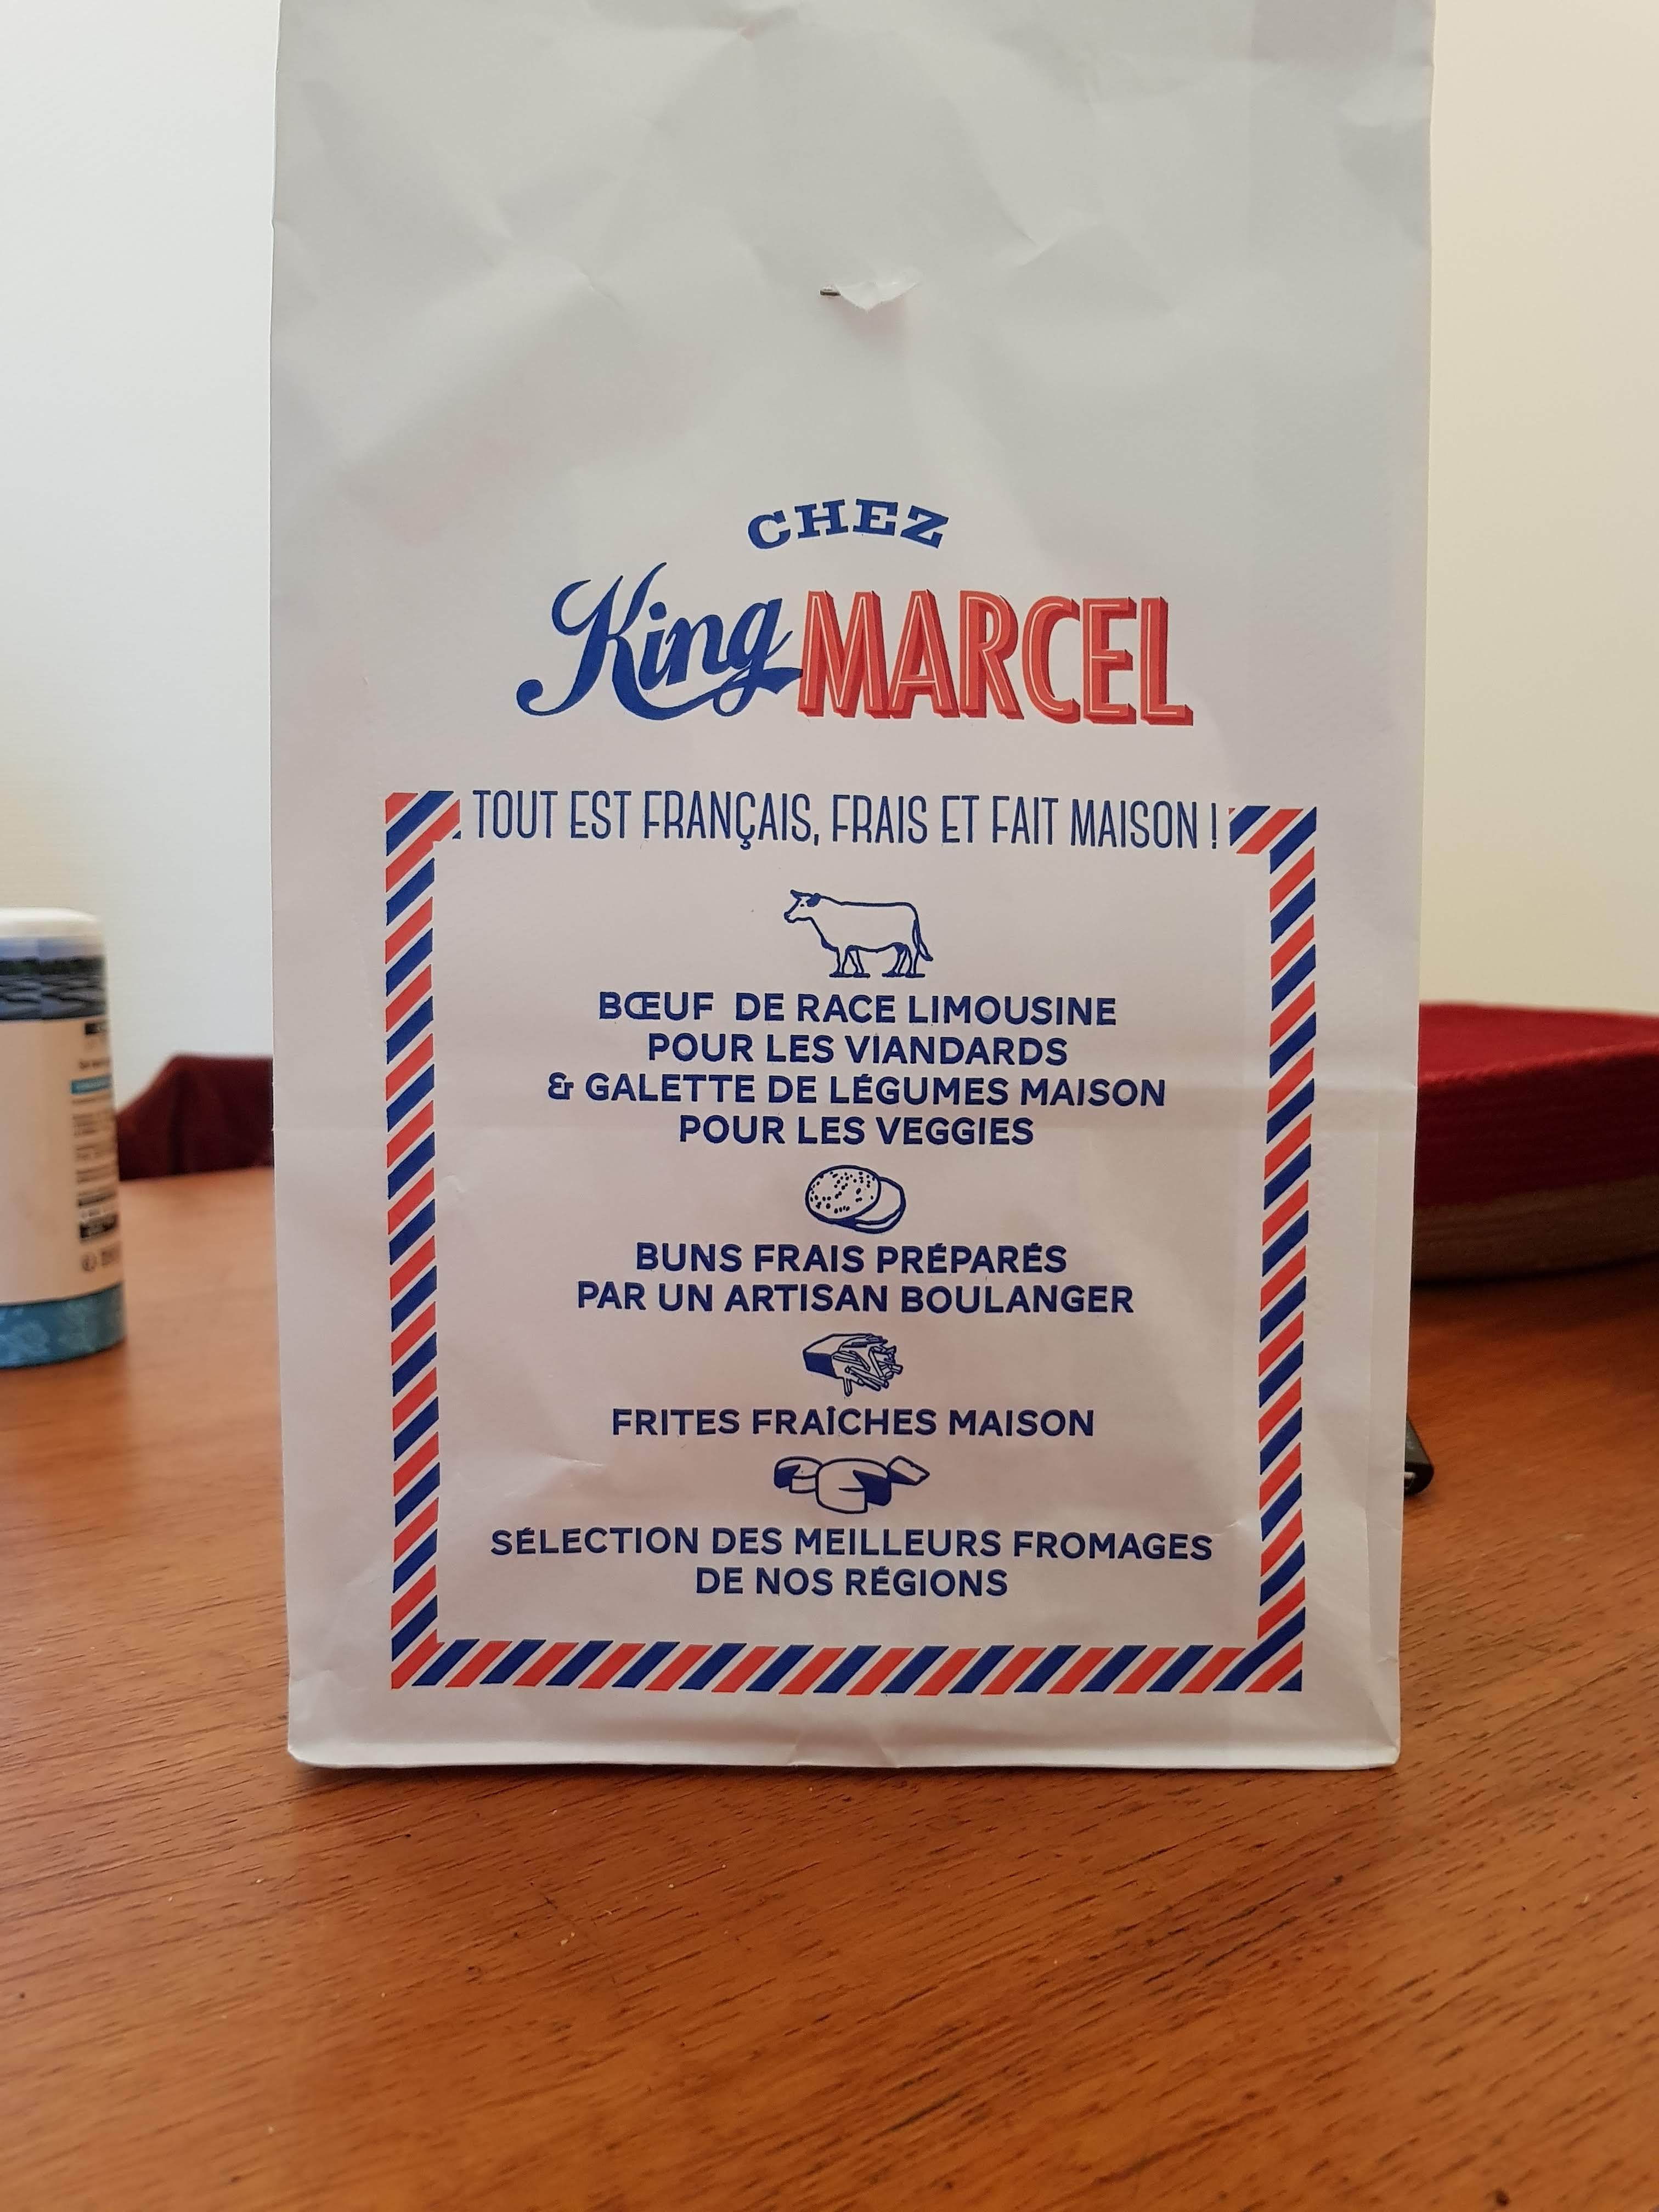 CHEZ
King MARCEL
TOUT EST FRANÇAIS, FRAIS ET FAIT MAISON !
BŒUF DE RACE LIMOUSINE
POUR LES VIANDARDS
& GALETTE DE LÉGUMES MAISON
POUR LES VEGGIES
BUNS FRAIS PRÉPARÉS
PAR UN ARTISAN BOULANGER
FRITES FRAÎCHES MAISON
SÉLECTION DES MEILLEURS FROMAGES
DE NOS RÉGIONS